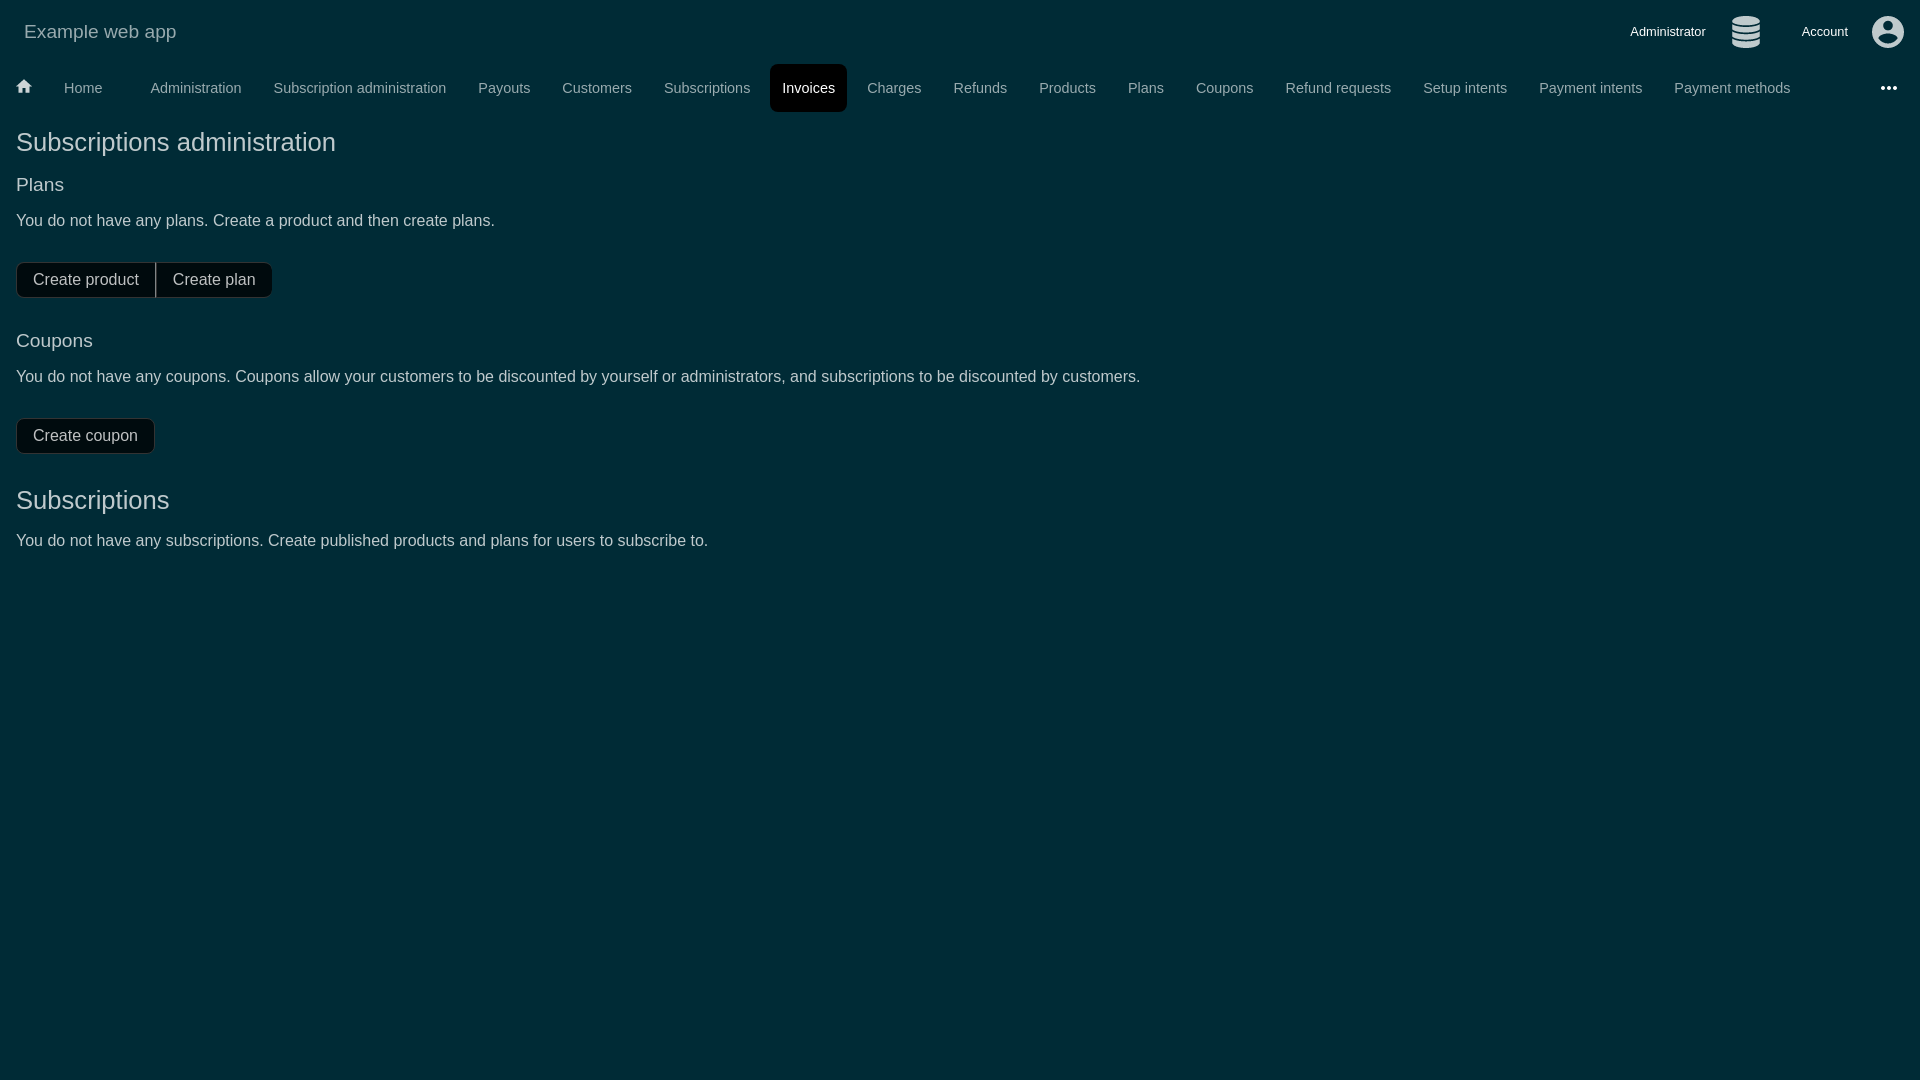 Example web app
Administrator
Account
Home Administration Subscription administration Payouts Customers Subscriptions Invoices Charges Refunds Products Plans Coupons Refund requests Setup intents Payment intents Payment methods
Subscriptions administration
Plans
You do not have any plans. Create a product and then create plans.
Create product Create plan
Coupons
You do not have any coupons. Coupons allow your customers to be discounted by yourself or administrators, and subscriptions to be discounted by customers.
Create coupon
Subscriptions
You do not have any subscriptions. Create published products and plans for users to subscribe to.